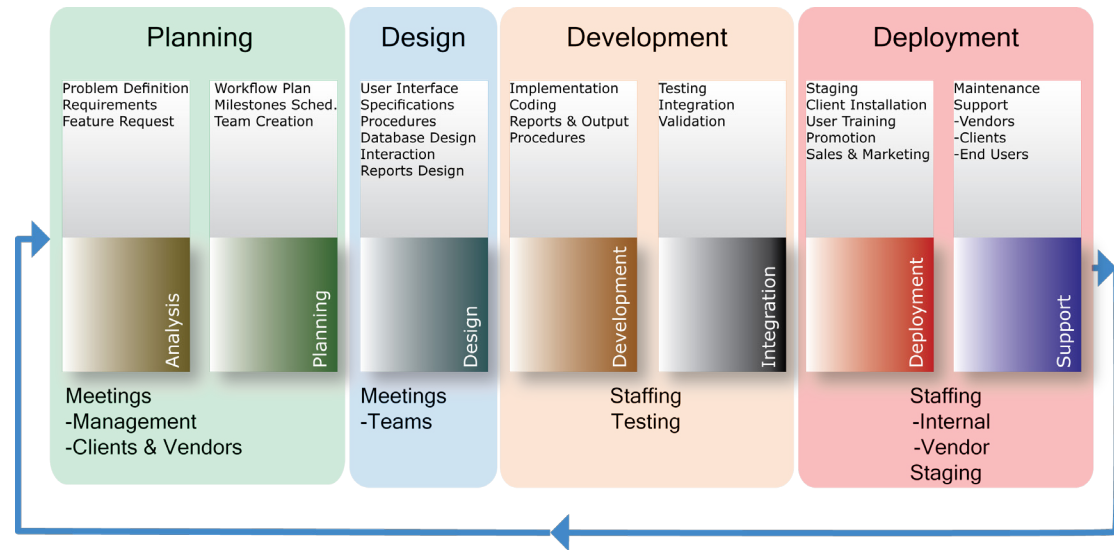 Planning
Problem Definition
Requirements
Feature Request
Analysis
Workflow Plan
Milestones Sched.
Team Creation
Planning
Meetings
-Management
-Clients & Vendors
Design
User Interface
Specifications
Procedures
Database Design
Interaction
Reports Design
Design
Meetings
-Teams
Development
Implementation
Coding
Reports & Output
Procedures
Development
Testing
Integration
Validation
Integration
Staffing
Testing
Deployment
Staging
Client Installation
User Training
Promotion
Sales & Marketing
Deployment
Maintenance
Support
-Vendors
-Clients
-End Users
Support
Staffing
-Internal
-Vendor
Staging